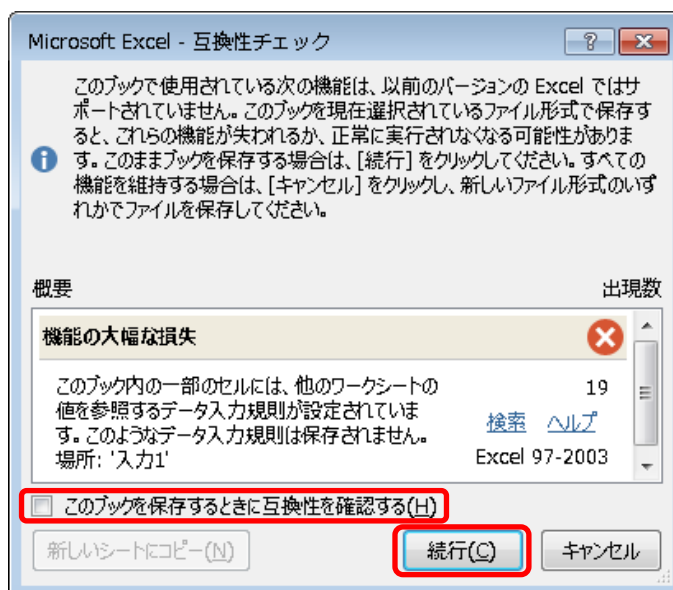 Microsoft Excel - 互換性チェック
このブックで使用されている次の機能は、以前のバージョンの Excel ではサ
ポートされていません。このブックを現在選択されているファイル形式で保存す
ると、これらの機能が失われるか、正常に実行されなくなる可能性がありま
す。このままブックを保存する場合は、[続行] をクリックしてください。すべての
機能を維持する場合は、[キャンセル] をクリックし、新しいファイル形式のいず
れかでファイルを保存してください。
概要 出現数
機能の大幅な損失
このブック内の一部のセルには、他のワークシートの 19
値を参照するデータ入力規則が設定されていま
す。このようなデータ入力規則は保存されません。 検索 ヘルプ
場所: '入力1' Excel 97-2003
このブックを保存するときに互換性を確認する(H)
新しいシートにコピー(N) 続行(C) キャンセル